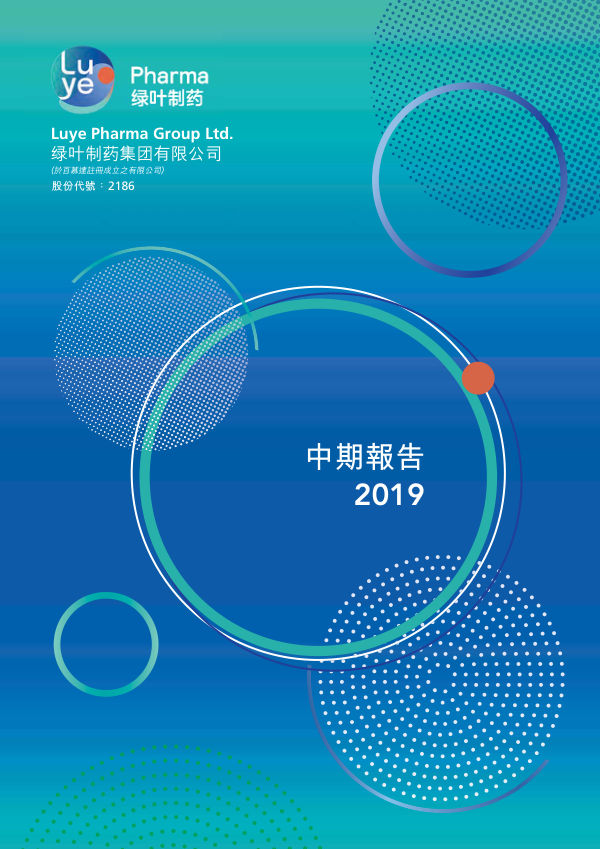 Lu
ye
Pharma
绿叶制药
Luye Pharma Group Ltd.
绿叶制药集团有限公司
(於百慕達註冊成立之有限公司)
股份代號：2186
中期報告
2019